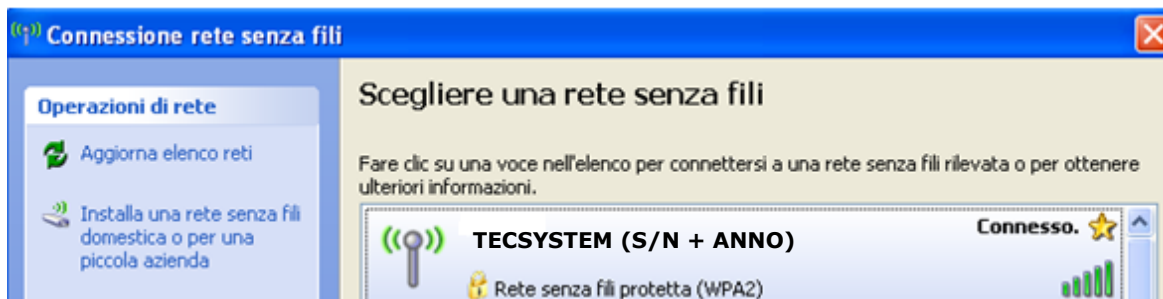 Connessione rete senza fili
Operazioni di rete
Aggiorna elenco reti
Installa una rete senza fili
domestica o per una
piccola azienda
Scegliere una rete senza fili
Fare clic su una voce nell'elenco per connettersi a una rete senza fili rilevata o per ottenere
ulteriori informazioni.
TECSYSTEM (S/N + ANNO)
Connesso.
Rete senza fili protetta (WPA2)